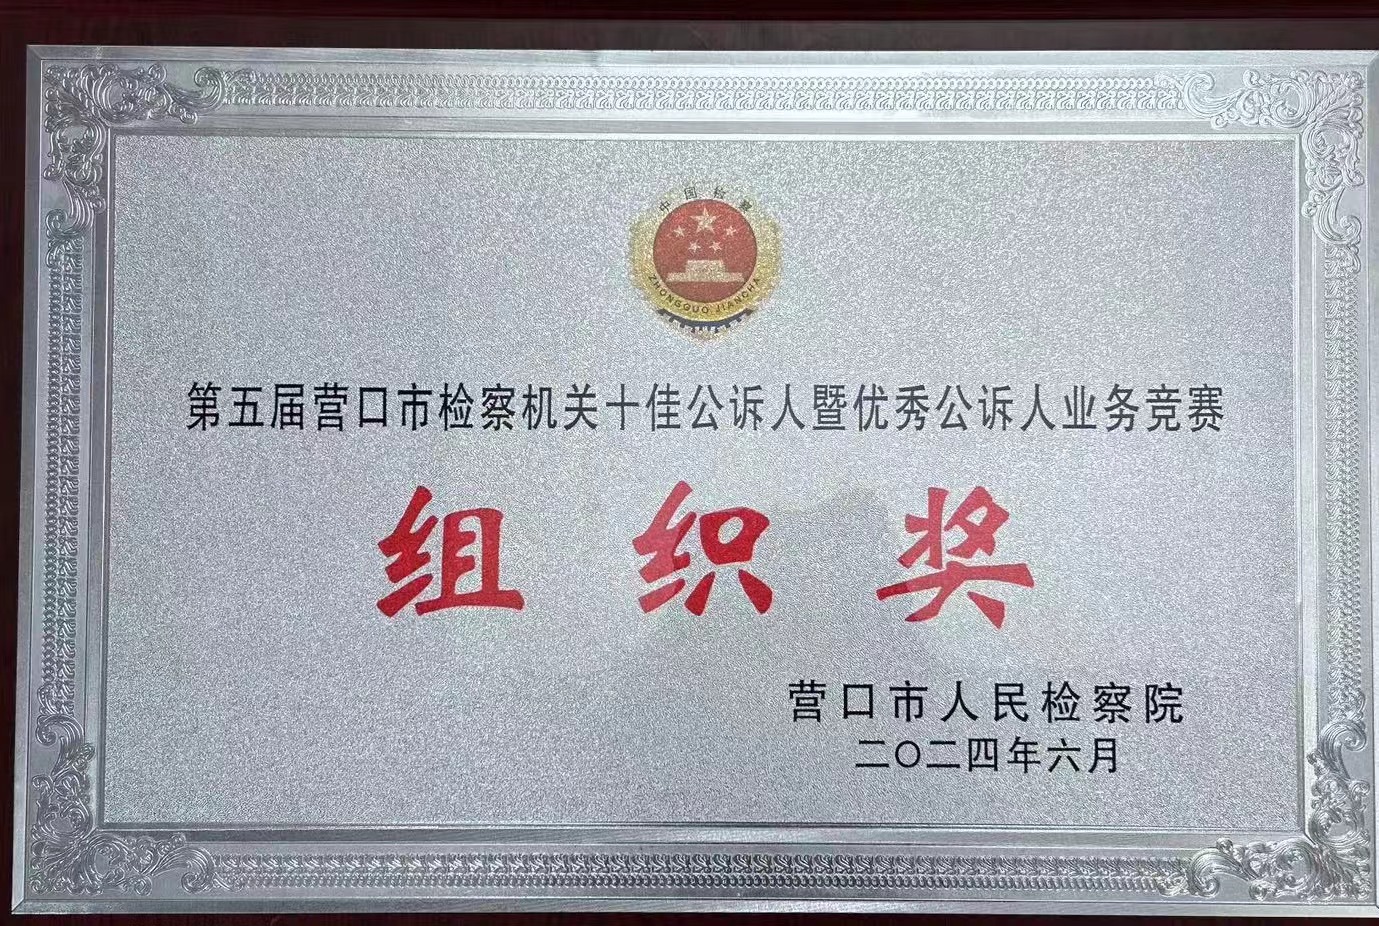 中国检察
ZHONGGUO JIANCHA
第五届营口市检察机关十佳公诉人暨优秀公诉人业务竞赛
组织奖
营口市人民检察院
二〇二四年六月